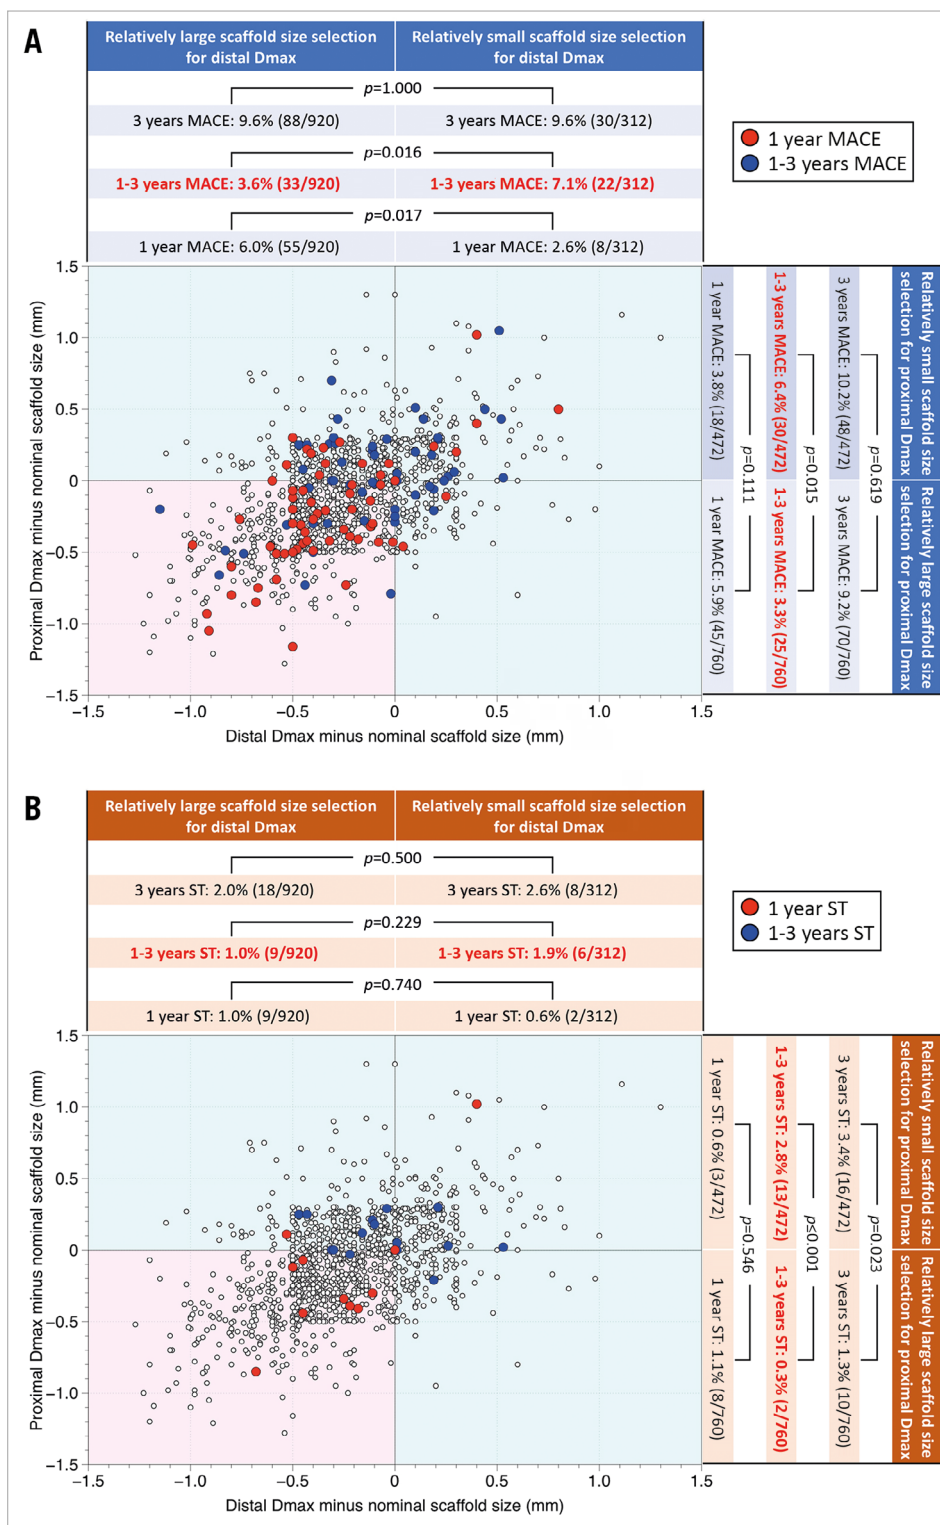 A
Relatively large scaffold size selection
for distal Dmax
Relatively small scaffold size selection
for distal Dmax
p=1.000
3 years MACE: 9.6% (88/920)
3 years MACE: 9.6% (30/312)
p=0.016
1-3 years MACE: 3.6% (33/920)
1-3 years MACE: 7.1% (22/312)
p=0.017
1 year MACE: 6.0% (55/920)
1 year MACE: 2.6% (8/312)
1 year MACE
1-3 years MACE
Proximal Dmax minus nominal scaffold size (mm)
1.5
1.0
0.5
0
−0.5
−1.0
−1.5
−1.5
−1.0
−0.5
0
0.5
1.0
1.5
Distal Dmax minus nominal scaffold size (mm)
Relatively small scaffold size
selection for proximal Dmax
Relatively large scaffold size
selection for proximal Dmax
p=0.619
3 years MACE: 10.2% (48/472)
3 years MACE: 9.2% (70/760)
p=0.015
1-3 years MACE: 6.4% (30/472)
1-3 years MACE: 3.3% (25/760)
p=0.111
1 year MACE: 3.8% (18/472)
1 year MACE: 5.9% (45/760)
B
Relatively large scaffold size selection
for distal Dmax
Relatively small scaffold size selection
for distal Dmax
p=0.500
3 years ST: 2.0% (18/920)
3 years ST: 2.6% (8/312)
p=0.229
1-3 years ST: 1.0% (9/920)
1-3 years ST: 1.9% (6/312)
p=0.740
1 year ST: 1.0% (9/920)
1 year ST: 0.6% (2/312)
1 year ST
1-3 years ST
Proximal Dmax minus nominal scaffold size (mm)
1.5
1.0
0.5
0
−0.5
−1.0
−1.5
−1.5
−1.0
−0.5
0
0.5
1.0
1.5
Distal Dmax minus nominal scaffold size (mm)
Relatively small scaffold size
selection for proximal Dmax
Relatively large scaffold size
selection for proximal Dmax
p=0.023
3 years ST: 3.4% (16/472)
3 years ST: 1.3% (10/760)
p≤0.001
1-3 years ST: 2.8% (13/472)
1-3 years ST: 0.3% (2/760)
p=0.546
1 year ST: 0.6% (3/472)
1 year ST: 1.1% (8/760)